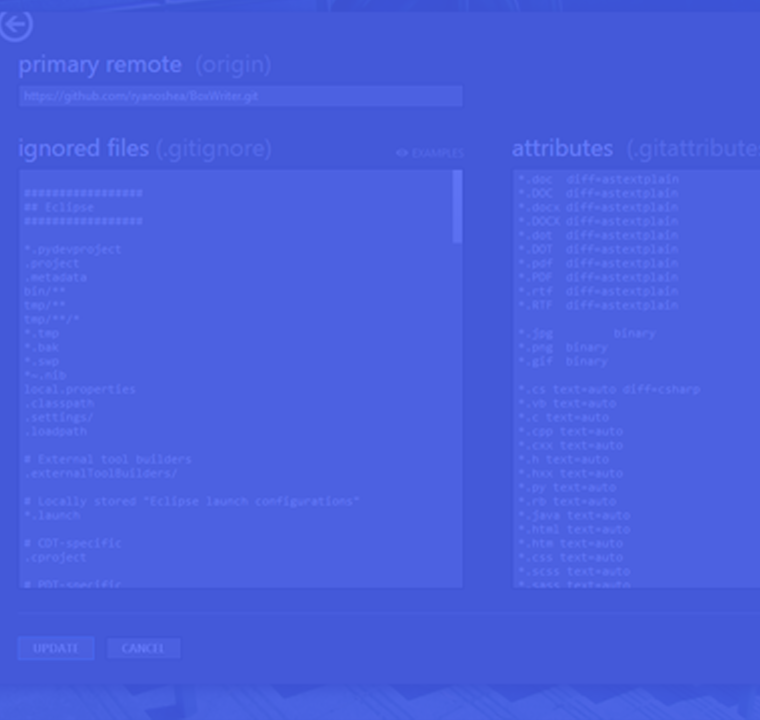 primary remote (origin)
https://github.com/ryanoshea/BoxWriter.git
ignored files (.gitignore)
EXAMPLES
#################
## Eclipse
#################
*.pydevproject
.project
.metadata
bin/**
tmp/**
tmp/**/*
*.tmp
*.bak
*.swp
*~.nib
local.properties
.classpath
.settings/
.loadpath
# External tool builders
.externalToolBuilders/
# Locally stored "Eclipse launch configurations"
*.launch
# CDT-specific
.cproject
# PDT-specific
attributes (.gitattributes
*.doc diff=astextplain
*.DOC diff=astextplain
*.docx diff=astextplain
*.DOCX diff=astextplain
*.dot diff=astextplain
*.DOT diff=astextplain
*.pdf diff=astextplain
*.PDF diff=astextplain
*.rtf diff=astextplain
*.RTF diff=astextplain
*.jpg binary
*.png binary
*.gif binary
*.cs text=auto diff=csharp
*.vb text=auto
*.c text=auto
*.cpp text=auto
*.cxx text=auto
*.h text=auto
*.hxx text=auto
*.py text=auto
*.rb text=auto
*.java text=auto
*.html text=auto
*.htm text=auto
*.css text=auto
*.scss text=auto
*.sass text=auto
UPDATE
CANCEL